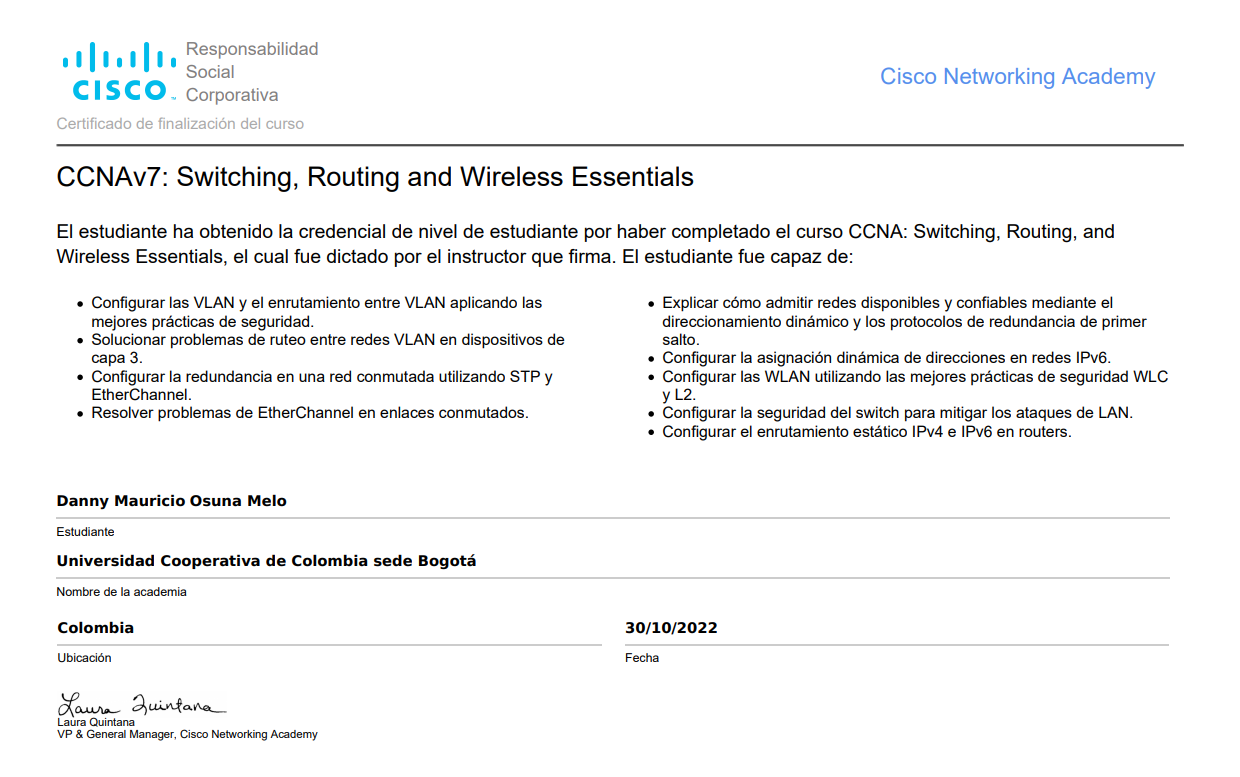 CISCO
Responsabilidad
Social
Corporativa
Cisco Networking Academy
Certificado de finalización del curso
CCNAv7: Switching, Routing and Wireless Essentials
El estudiante ha obtenido la credencial de nivel de estudiante por haber completado el curso CCNA: Switching, Routing, and
Wireless Essentials, el cual fue dictado por el instructor que firma. El estudiante fue capaz de:
• Configurar las VLAN y el enrutamiento entre VLAN aplicando las
mejores prácticas de seguridad.
• Solucionar problemas de ruteo entre redes VLAN en dispositivos de
capa 3.
• Configurar la redundancia en una red conmutada utilizando STP y
EtherChannel.
• Resolver problemas de EtherChannel en enlaces conmutados.
• Explicar cómo admitir redes disponibles y confiables mediante el
direccionamiento dinámico y los protocolos de redundancia de primer
salto.
• Configurar la asignación dinámica de direcciones en redes IPv6.
• Configurar las WLAN utilizando las mejores prácticas de seguridad WLC
y L2.
• Configurar la seguridad del switch para mitigar los ataques de LAN.
• Configurar el enrutamiento estático IPv4 e IPv6 en routers.
Danny Mauricio Osuna Melo
Estudiante
Universidad Cooperativa de Colombia sede Bogotá
Nombre de la academia
Colombia
Ubicación
30/10/2022
Fecha
Laura Quintana
Laura Quintana
VP & General Manager, Cisco Networking Academy